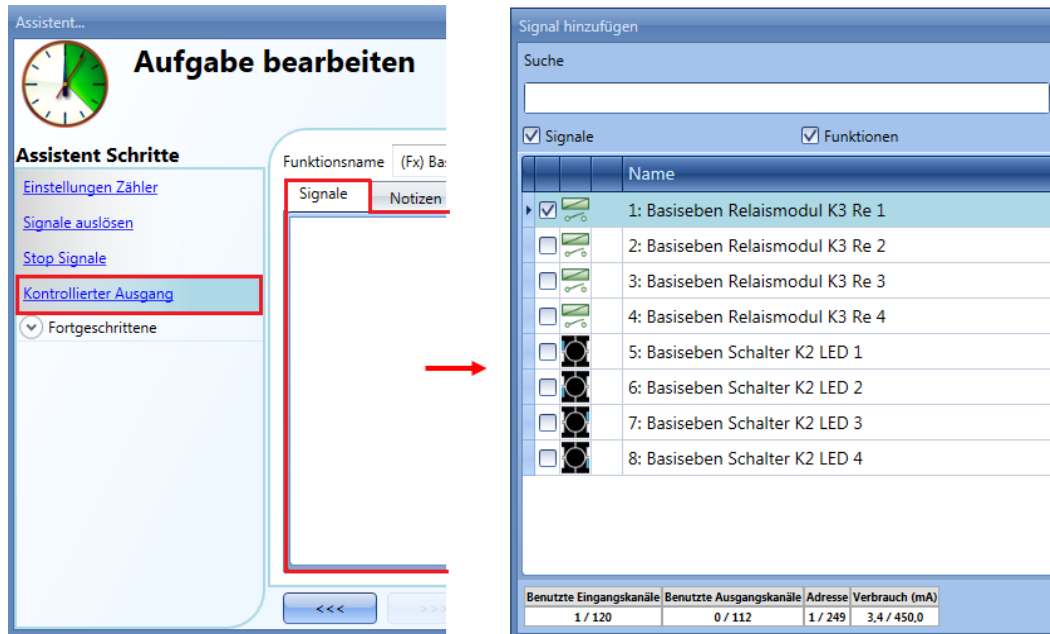 Assistent...
Aufgabe bearbeiten
Assistent Schritte
Einstellungen Zähler
Signale auslösen
Stop Signale
Kontrollierter Ausgang
Fortgeschrittene
Funktionsname (Fx) Bas
Signale Notizen
<<< >>>
Signal hinzufügen
Suche
Signale Funktionen
Name
1: Basiseben Relaismodul K3 Re 1
2: Basiseben Relaismodul K3 Re 2
3: Basiseben Relaismodul K3 Re 3
4: Basiseben Relaismodul K3 Re 4
5: Basiseben Schalter K2 LED 1
6: Basiseben Schalter K2 LED 2
7: Basiseben Schalter K2 LED 3
8: Basiseben Schalter K2 LED 4
Benutzte Eingangskanäle Benutzte Ausgangskanäle Adresse Verbrauch (mA)
1 / 120 0 / 112 1 / 249 3,4 / 450,0